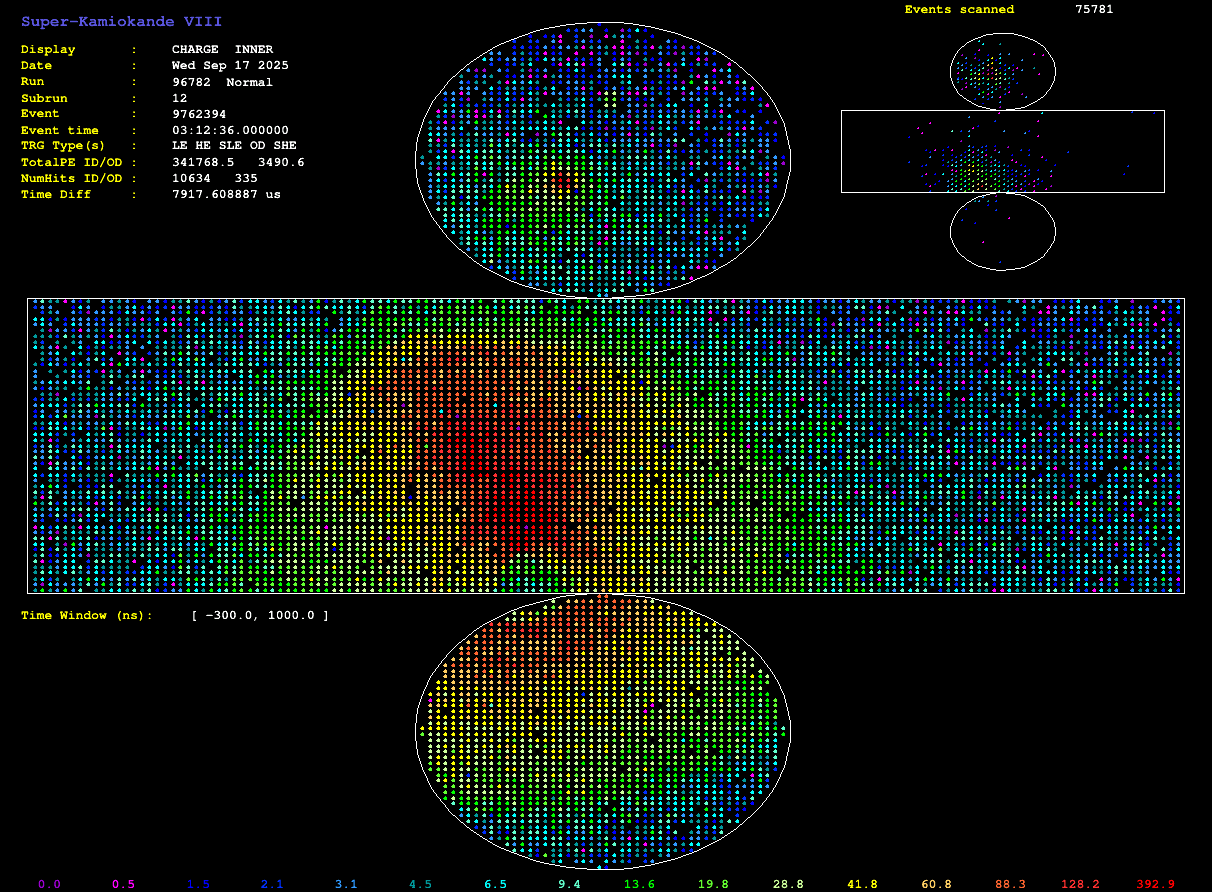 Super-Kamiokande VIII
Events scanned 75781
Display : CHARGE INNER
Date : Wed Sep 17 2025
Run : 96782 Normal
Subrun : 12
Event : 9762394
Event time : 03:12:36.000000
TRG Type(s) : LE HE SLE OD SHE
TotalPE ID/OD : 341768.5 3490.6
NumHits ID/OD : 10634 335
Time Diff : 7917.608887 us
Time Window (ns): [ -300.0, 1000.0 ]
0.0 0.5 1.5 2.1 3.1 4.5 6.5 9.4 13.6 19.8 28.8 41.8 60.8 88.3 128.2 392.9